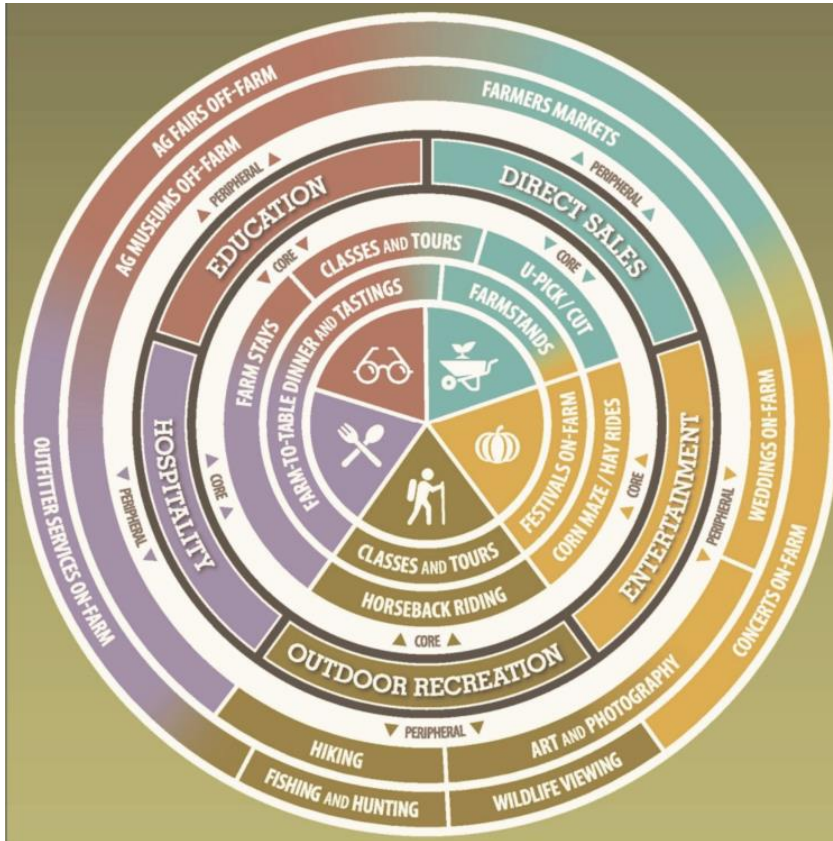 AG FAIRS OFF-FARM
AG MUSEUMS OFF-FARM
FARMERS MARKETS
PERIPHERAL
PERIPHERAL
EDUCATION
DIRECT SALES
CORE
CORE
CLASSES AND TOURS
U-PICK / CUT
FARM STAYS
FARM-TO-TABLE DINNER AND TASTINGS
FARMSTANDS
HOSPITALITY
CORE
PERIPHERAL
OUTFITTER SERVICES ON-FARM
FESTIVALS ON-FARM
CORN MAZE / HAY RIDES
CORE
ENTERTAINMENT
PERIPHERAL
WEDDINGS ON-FARM
CONCERTS ON-FARM
CLASSES AND TOURS
HORSEBACK RIDING
CORE
OUTDOOR RECREATION
PERIPHERAL
HIKING
ART AND PHOTOGRAPHY
FISHING AND HUNTING
WILDLIFE VIEWING